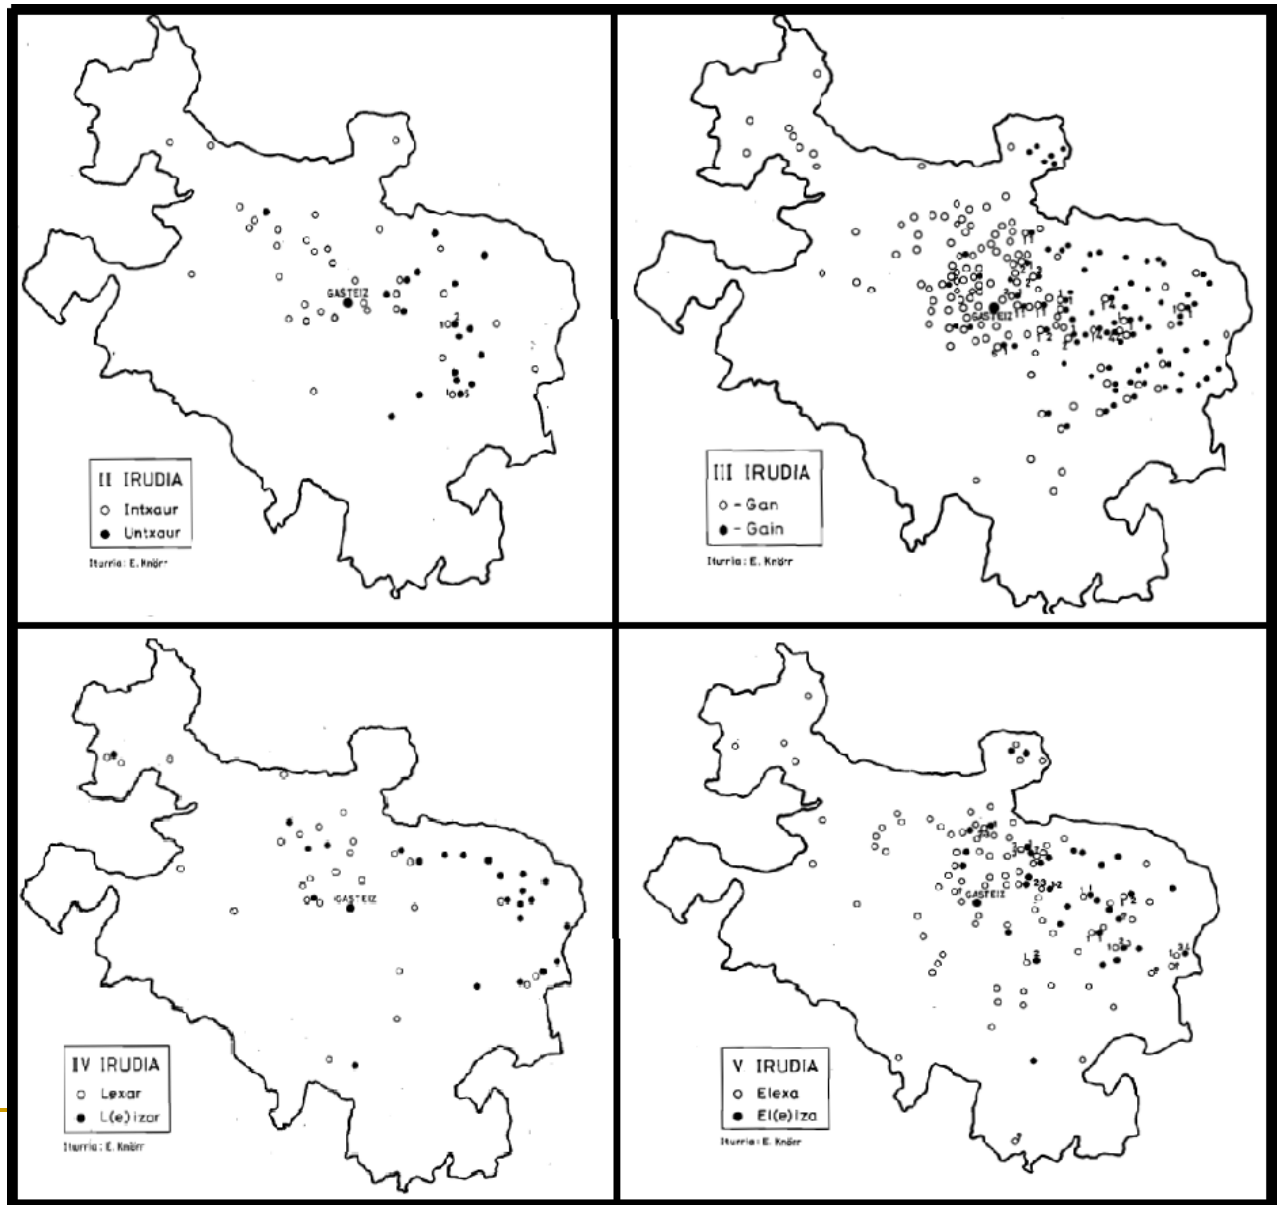 GASTEIZ
II IRUDIA
○ Intxaur
● Untxaur
Iturria: E. Knörr
GASTEIZ
III IRUDIA
○ - Gan
● - Gain
Iturria: E. Knörr
GASTEIZ
IV IRUDIA
○ Lexar
● L(e)izar
Iturria: E. Knörr
GASTEIZ
V IRUDIA
○ Elexa
● El(e)iza
Iturria: E. Knörr